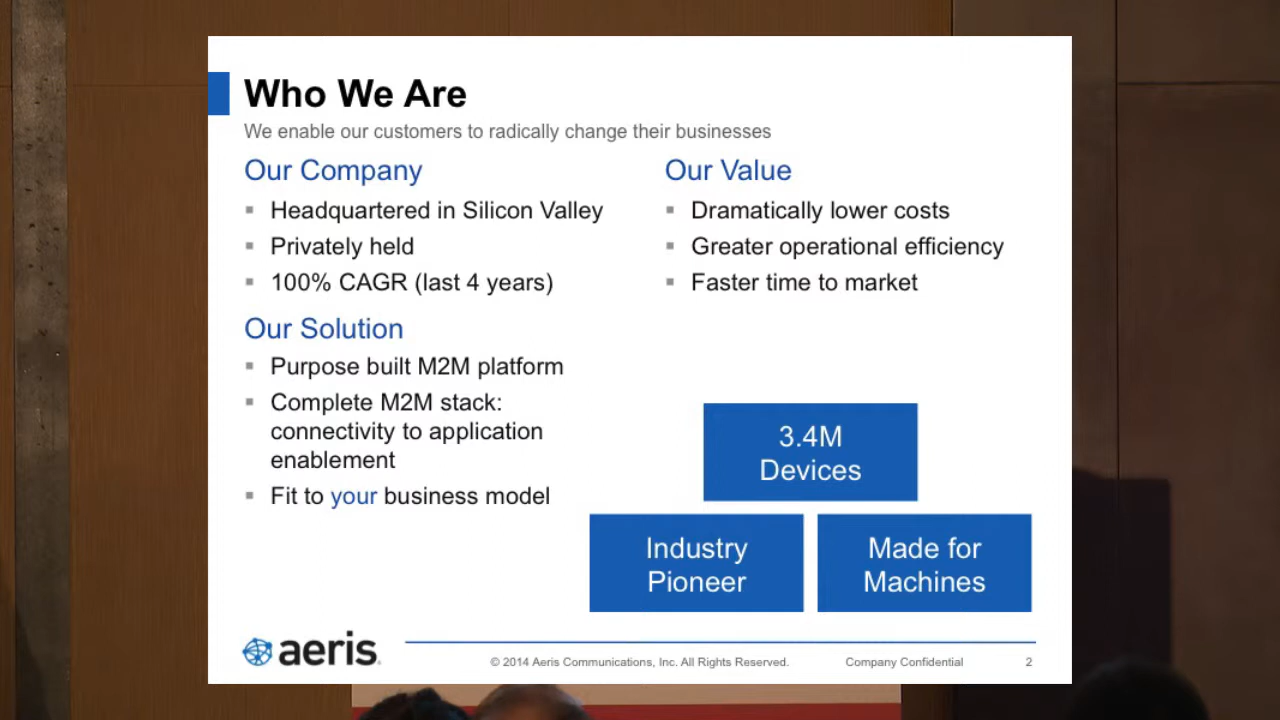 Who We Are
We enable our customers to radically change their businesses
Our Company
▪ Headquartered in Silicon Valley
▪ Privately held
▪ 100% CAGR (last 4 years)
Our Solution
▪ Purpose built M2M platform
▪ Complete M2M stack:
connectivity to application
enablement
▪ Fit to your business model
Our Value
▪ Dramatically lower costs
▪ Greater operational efficiency
▪ Faster time to market
3.4M
Devices
Industry
Pioneer
Made for
Machines
aeris
© 2014 Aeris Communications, Inc. All Rights Reserved.
Company Confidential
2